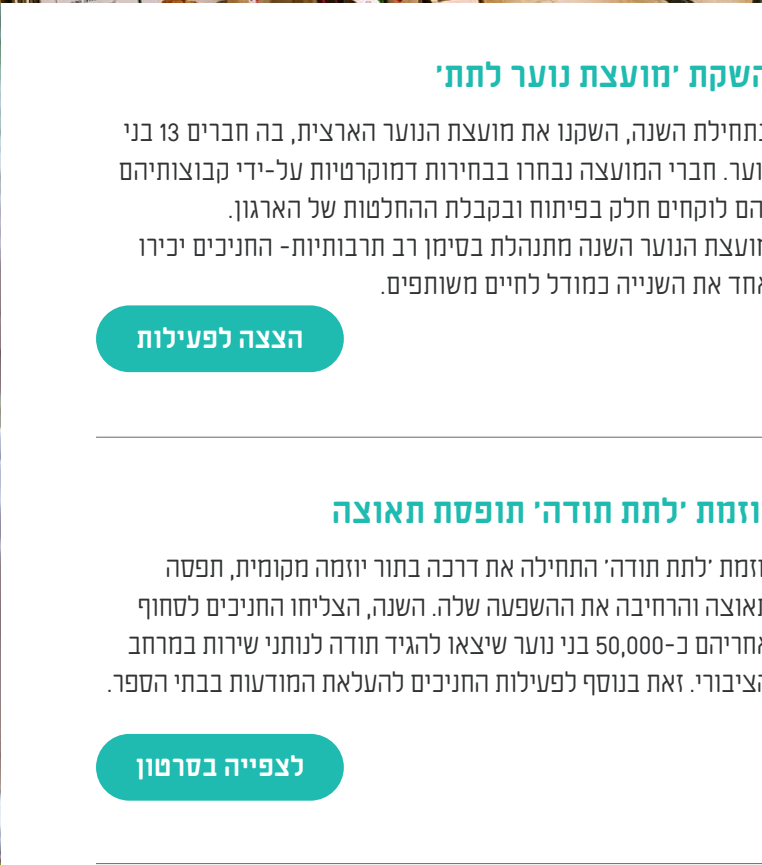 השקת 'מועצת נוער לתת'
בתחילת השנה, השקנו את מועצת הנוער הארצית, בה חברים 13 בני
וער. חברי המועצה נבחרו בבחירות דמוקרטיות על-ידי קבוצותיהם
הם לוקחים חלק בפיתוח ובקבלת ההחלטות של הארגון.
מועצת הנוער השנה מתנהלת בסימן רב תרבותיות- החניכים יכירו
אחד את השנייה כמודל לחיים משותפים.
הצצה לפעילות
וזמת 'לתת תודה' תופסת תאוצה
וזמת 'לתת תודה' התחילה את דרכה בתור יוזמה מקומית, תפסה
תאוצה והרחיבה את ההשפעה שלה. השנה, הצליחו החניכים לסחוף
אחריהם כ-50,000 בני נוער שיצאו להגיד תודה לנותני שירות במרחב
הציבורי. זאת בנוסף לפעילות החניכים להעלאת המודעות בבתי הספר.
לצפייה בסרטון